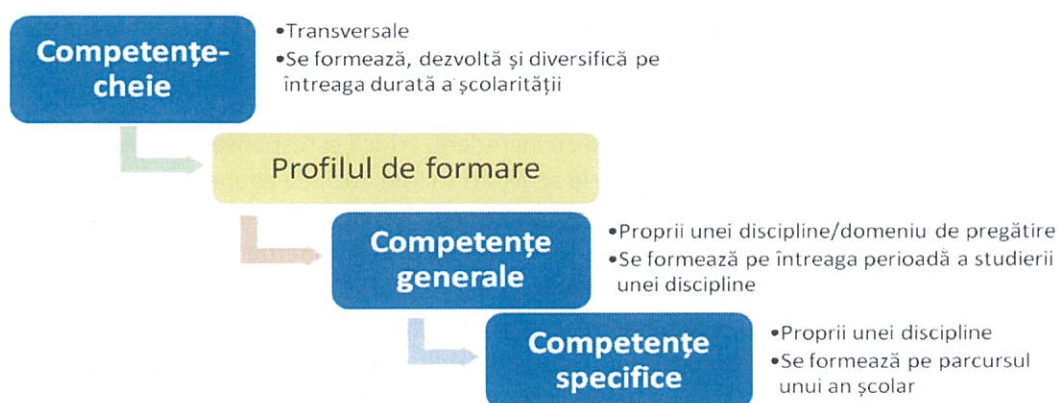 Competențe-
cheie
•Transversale
•Se formează, dezvoltă și diversifică pe
întreaga durată a școlarității
Profilul de formare
Competențe
generale
•Proprii unei discipline/domeniu de pregătire
•Se formează pe întreaga perioadă a studierii
unei discipline
Competențe
specifice
•Proprii unei discipline
•Se formează pe parcursul
unui an școlar